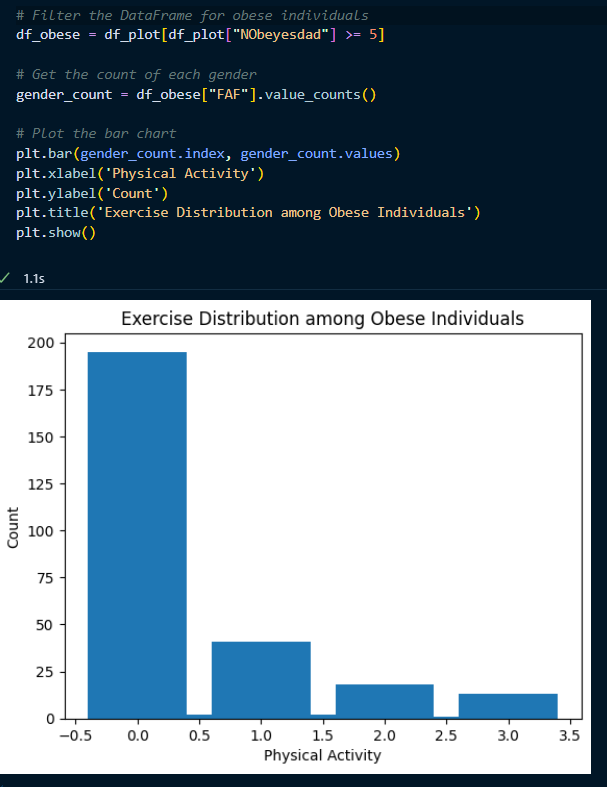 # Filter the DataFrame for obese individuals
df_obese = df_plot[df_plot["NObeyesdad"] >= 5]
# Get the count of each gender
gender_count = df_obese["FAF"].value_counts()
# Plot the bar chart
plt.bar(gender_count.index, gender_count.values)
plt.xlabel('Physical Activity')
plt.ylabel('Count')
plt.title('Exercise Distribution among Obese Individuals')
plt.show()
✓ 1.1s
Exercise Distribution among Obese Individuals
200
175
150
125
100
75
50
25
0
Count
−0.5 0.0 0.5 1.0 1.5 2.0 2.5 3.0 3.5
Physical Activity